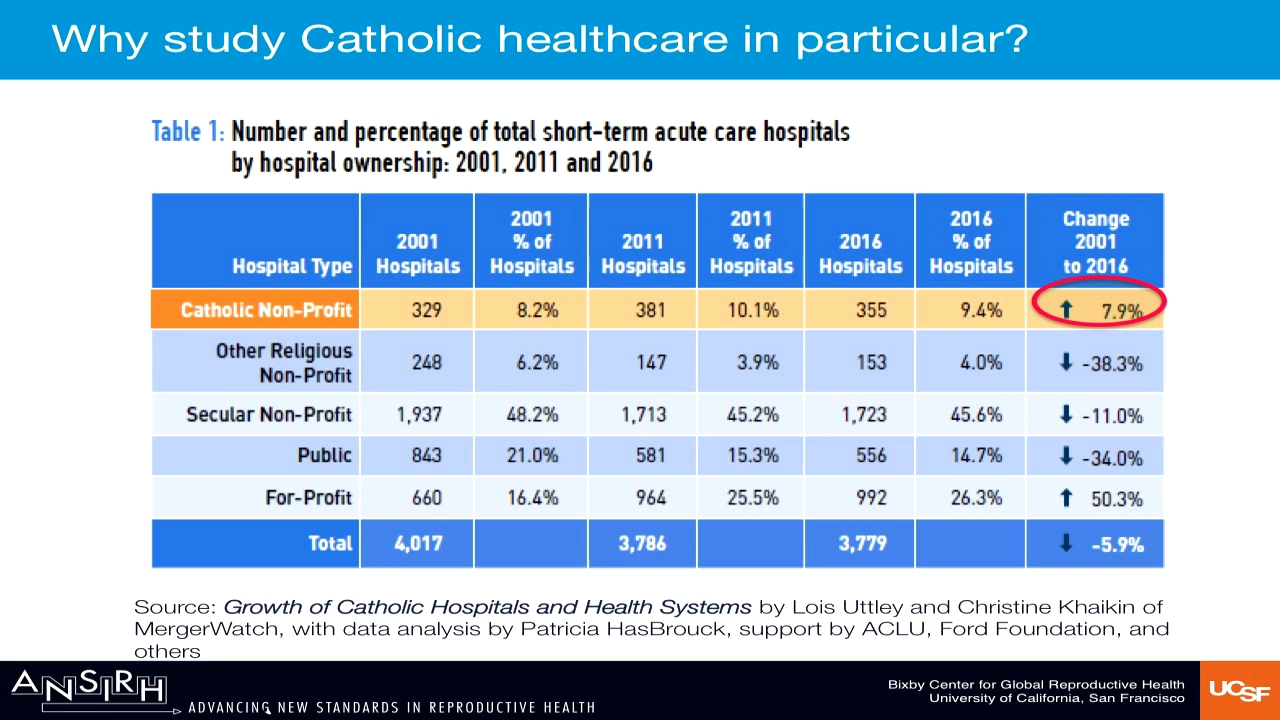 Why study Catholic healthcare in particular?
Table 1: Number and percentage of total short-term acute care hospitals
by hospital ownership: 2001, 2011 and 2016
Hospital Type 2001 Hospitals 2001 % of Hospitals 2011 Hospitals 2011 % of Hospitals 2016 Hospitals 2016 % of Hospitals Change 2001 to 2016
Catholic Non-Profit 329 8.2% 381 10.1% 355 9.4% ⬆ 7.9%
Other Religious Non-Profit 248 6.2% 147 3.9% 153 4.0% ⬇ -38.3%
Secular Non-Profit 1,937 48.2% 1,713 45.2% 1,723 45.6% ⬇ -11.0%
Public 843 21.0% 581 15.3% 556 14.7% ⬇ -34.0%
For-Profit 660 16.4% 964 25.5% 992 26.3% ⬆ 50.3%
Total 4,017 3,786 3,779 ⬇ -5.9%
Source: Growth of Catholic Hospitals and Health Systems by Lois Uttley and Christine Khaikin of
MergerWatch, with data analysis by Patricia HasBrouck, support by ACLU, Ford Foundation, and
others
ANSIRH
ADVANCING NEW STANDARDS IN REPRODUCTIVE HEALTH
Bixby Center for Global Reproductive Health
University of California, San Francisco
UCSF